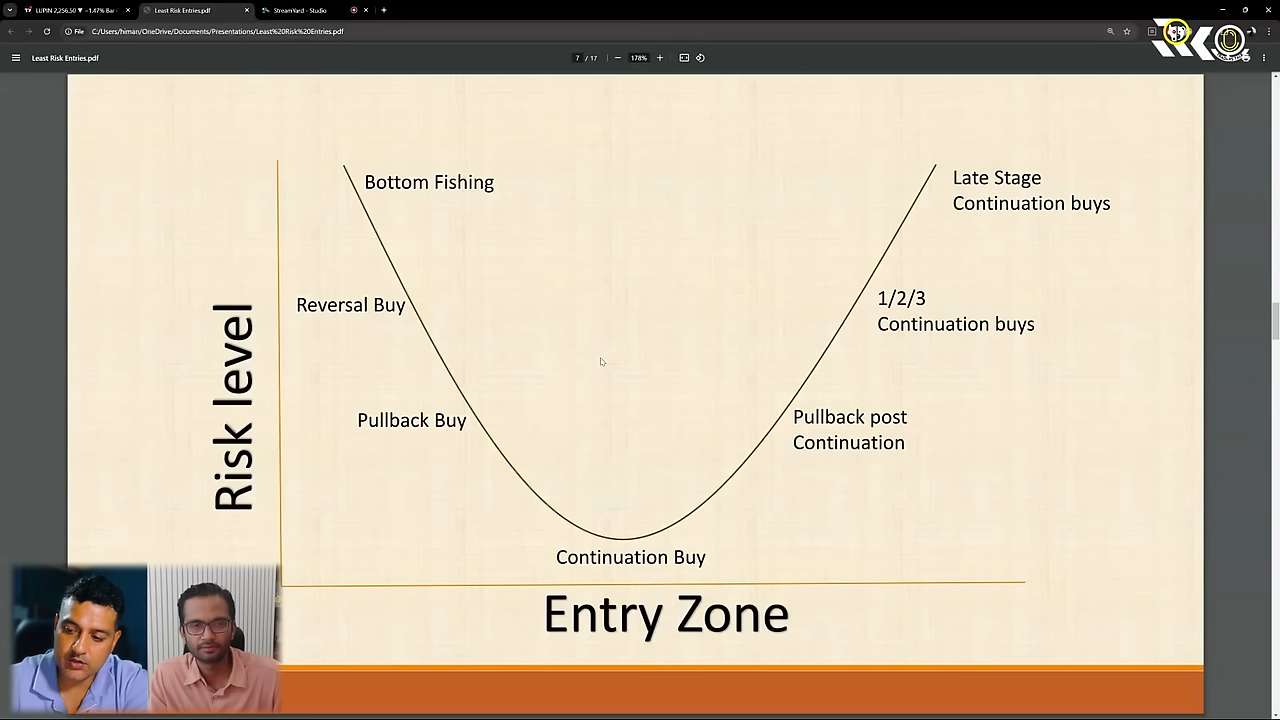 LUPIN 2,256.50 ▼ −1.47%
Least Risk Entries.pdf
StreamYard - Studio
File
C:/Users/himan/OneDrive/Documents/Presentations/Least%20Risk%20Entries.pdf
Least Risk Entries.pdf
7 / 17
178%
Bottom Fishing
Late Stage
Continuation buys
Reversal Buy
1/2/3
Continuation buys
Pullback Buy
Pullback post
Continuation
Continuation Buy
Risk level
Entry Zone